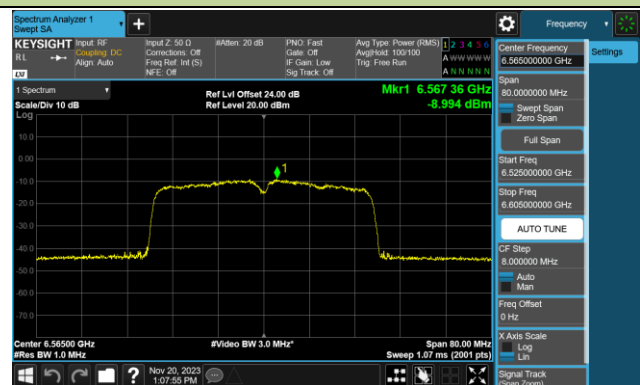 Spectrum Analyzer 1
Swept SA
Frequency
KEYSIGHT
R L
LXI
Input: RF
Coupling: DC
Align: Auto
Input Z: 50 Ω
Corrections: Off
Freq Ref: Int (S)
NFE: Off
#Atten: 20 dB
PNO: Fast
Gate: Off
IF Gain: Low
Sig Track: Off
Avg Type: Power (RMS)
Avg|Hold: 100/100
Trig: Free Run
1 2 3 4 5 6
A W W W W W
A N N N N N
Center Frequency
6.565000000 GHz
Settings
Span
80.0000000 MHz
Swept Span
Zero Span
Full Span
Start Freq
6.525000000 GHz
Stop Freq
6.605000000 GHz
AUTO TUNE
CF Step
8.000000 MHz
Auto
Man
Freq Offset
0 Hz
X Axis Scale
Log
Lin
Signal Track
(Span Zoom)
1 Spectrum
Scale/Div 10 dB
Log
Ref Lvl Offset 24.00 dB
Ref Level 20.00 dBm
Mkr1 6.567 36 GHz
-8.994 dBm
10.0
0.00
1
-10.0
-20.0
-30.0
-40.0
-50.0
-60.0
-70.0
Center 6.56500 GHz
#Res BW 1.0 MHz
#Video BW 3.0 MHz*
Span 80.00 MHz
Sweep 1.07 ms (2001 pts)
?
Nov 20, 2023
1:07:55 PM